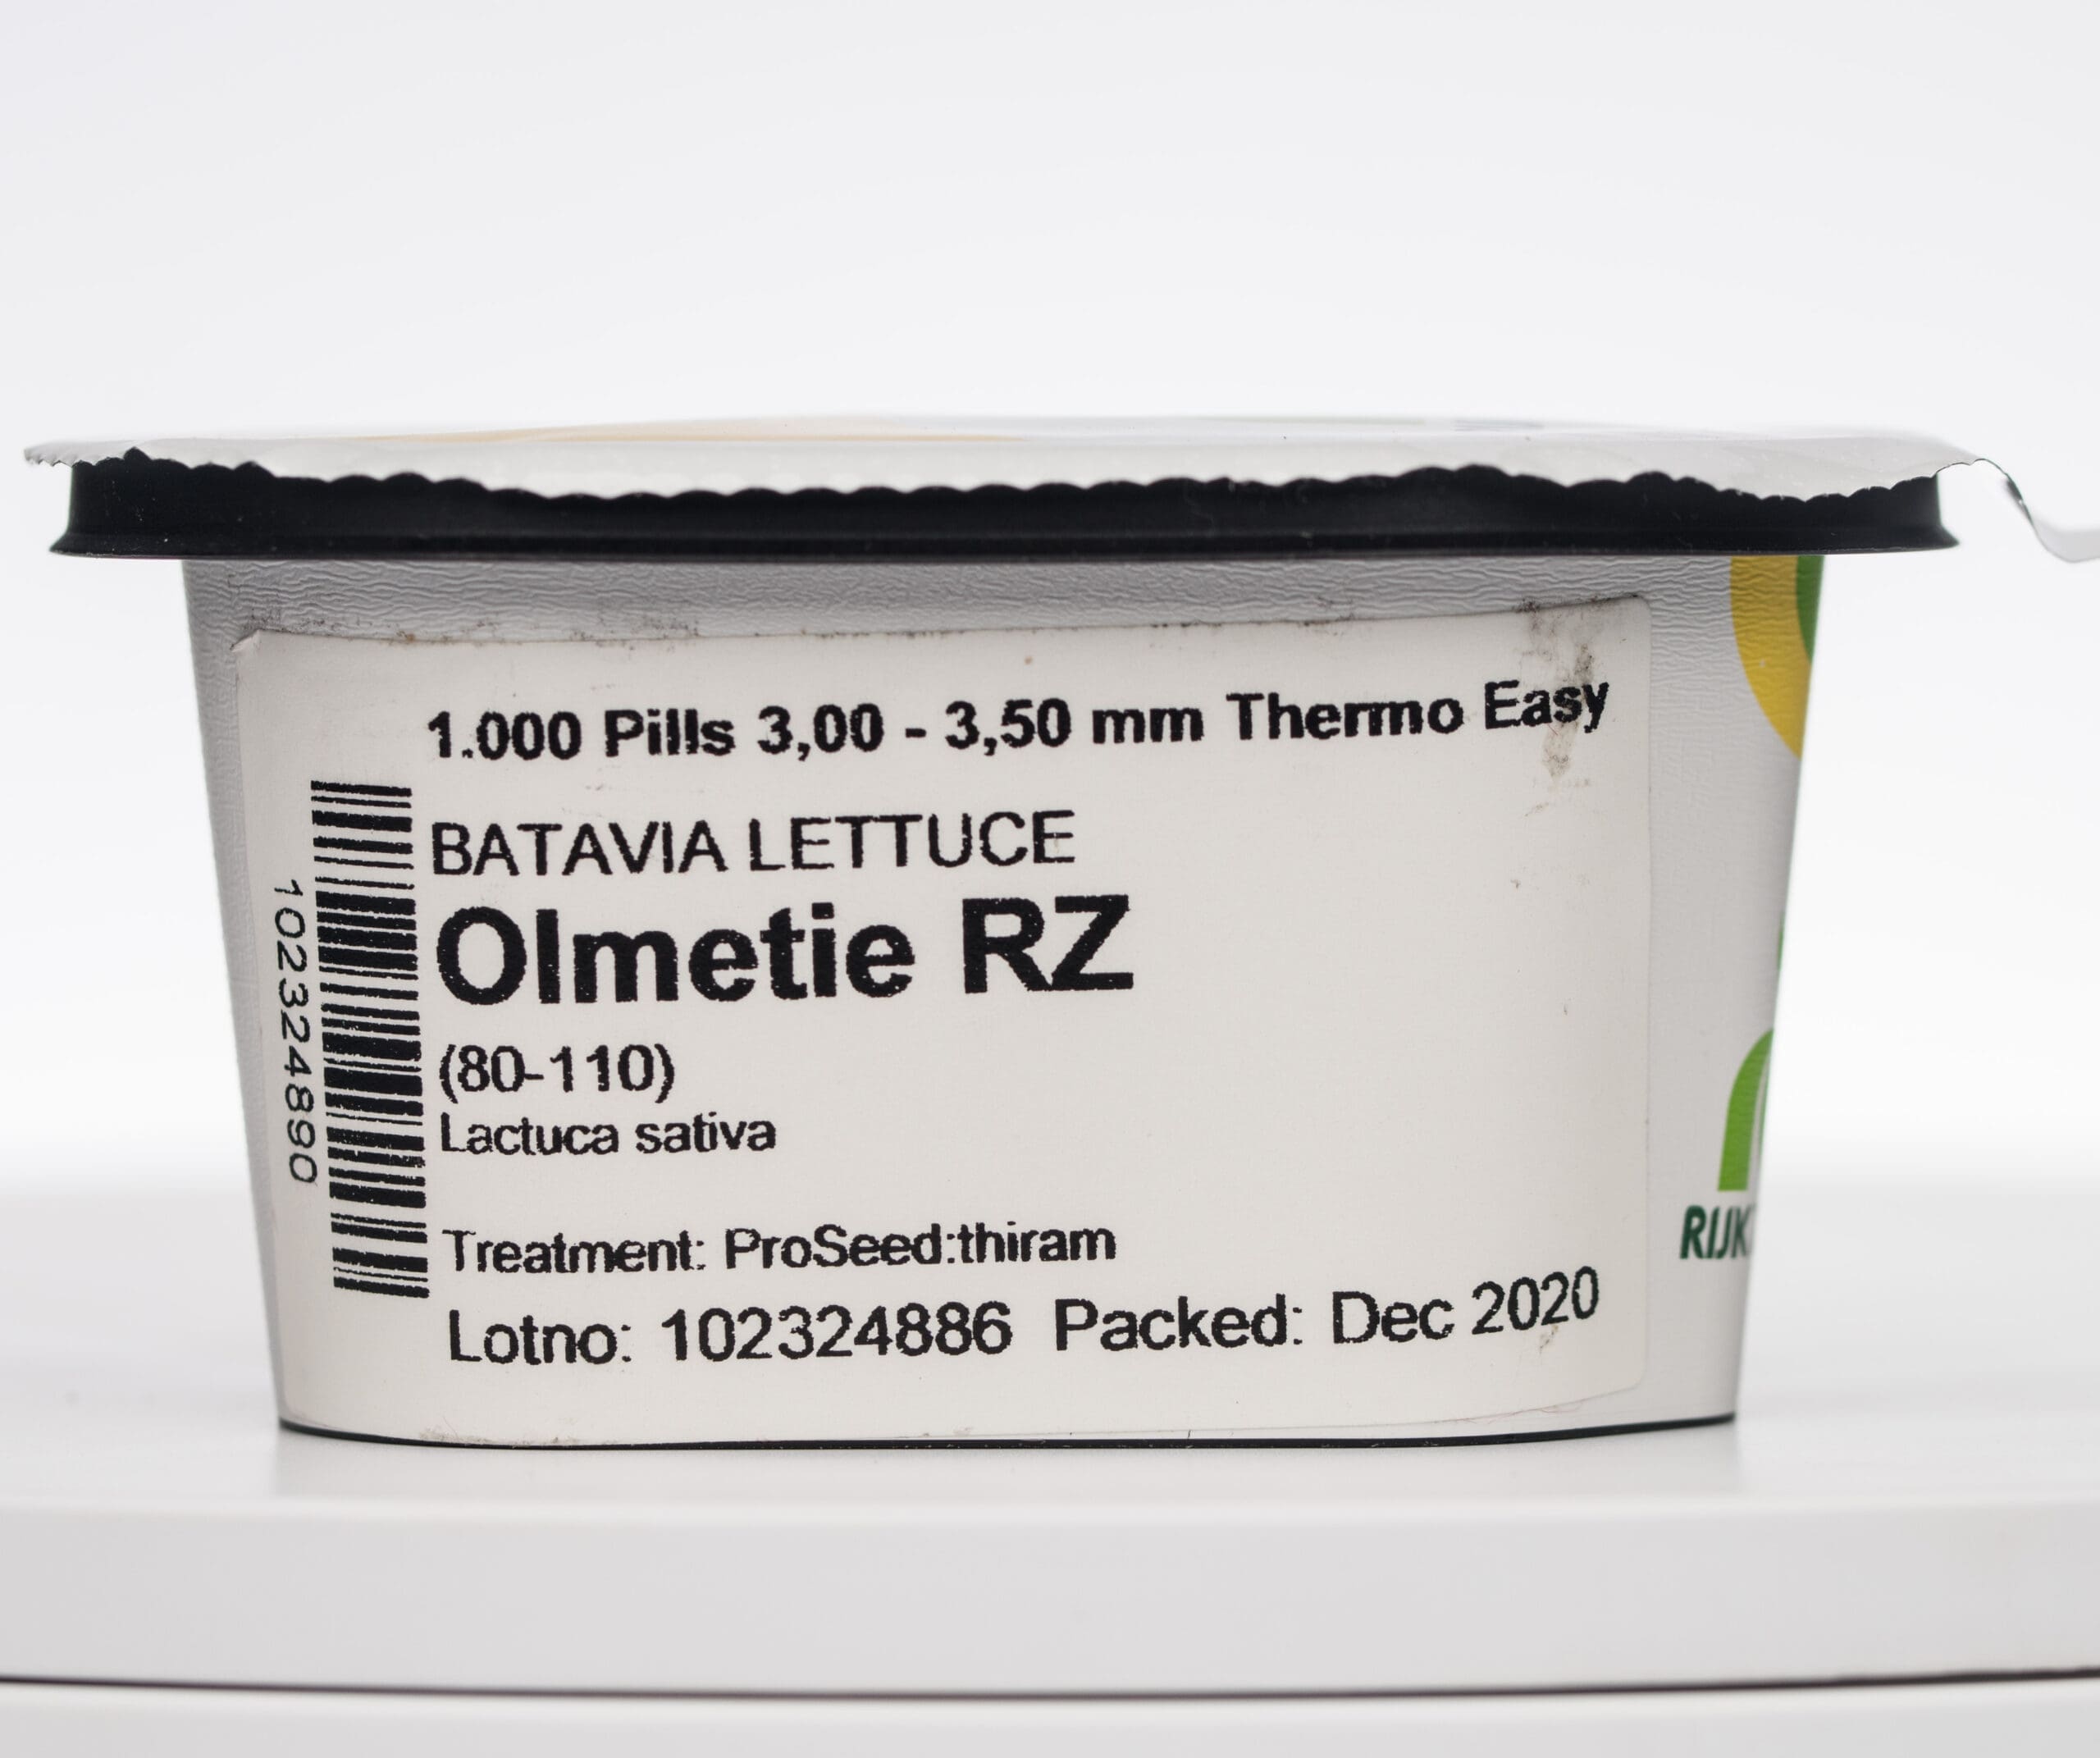 1.000 Pills 3,00 - 3,50 mm Thermo Easy
BATAVIA LETTUCE
Olmetie RZ
(80-110)
Lactuca sativa
Treatment: ProSeed:thiram
Lotno: 102324886 Packed: Dec 2020
102324890
RIJK